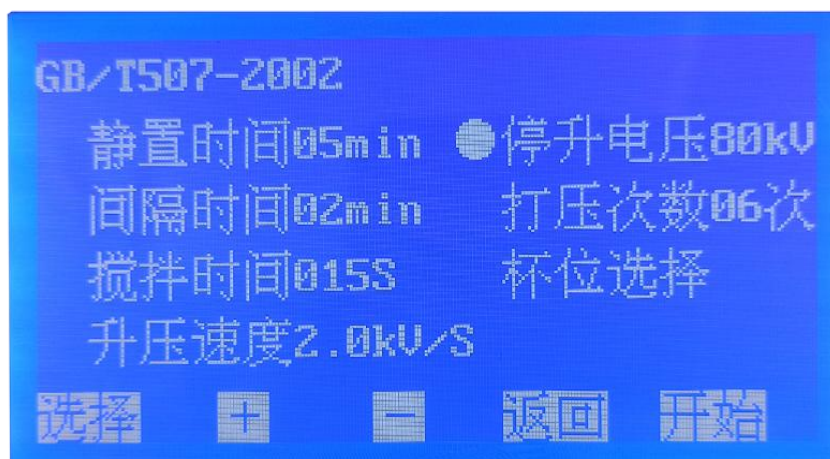 GB/T507-2002
静置时间05min ●停升电压80kV
间隔时间02min 打压次数06次
搅拌时间015S 杯位选择
升压速度2.0kV/S
选择 + - 返回 开始